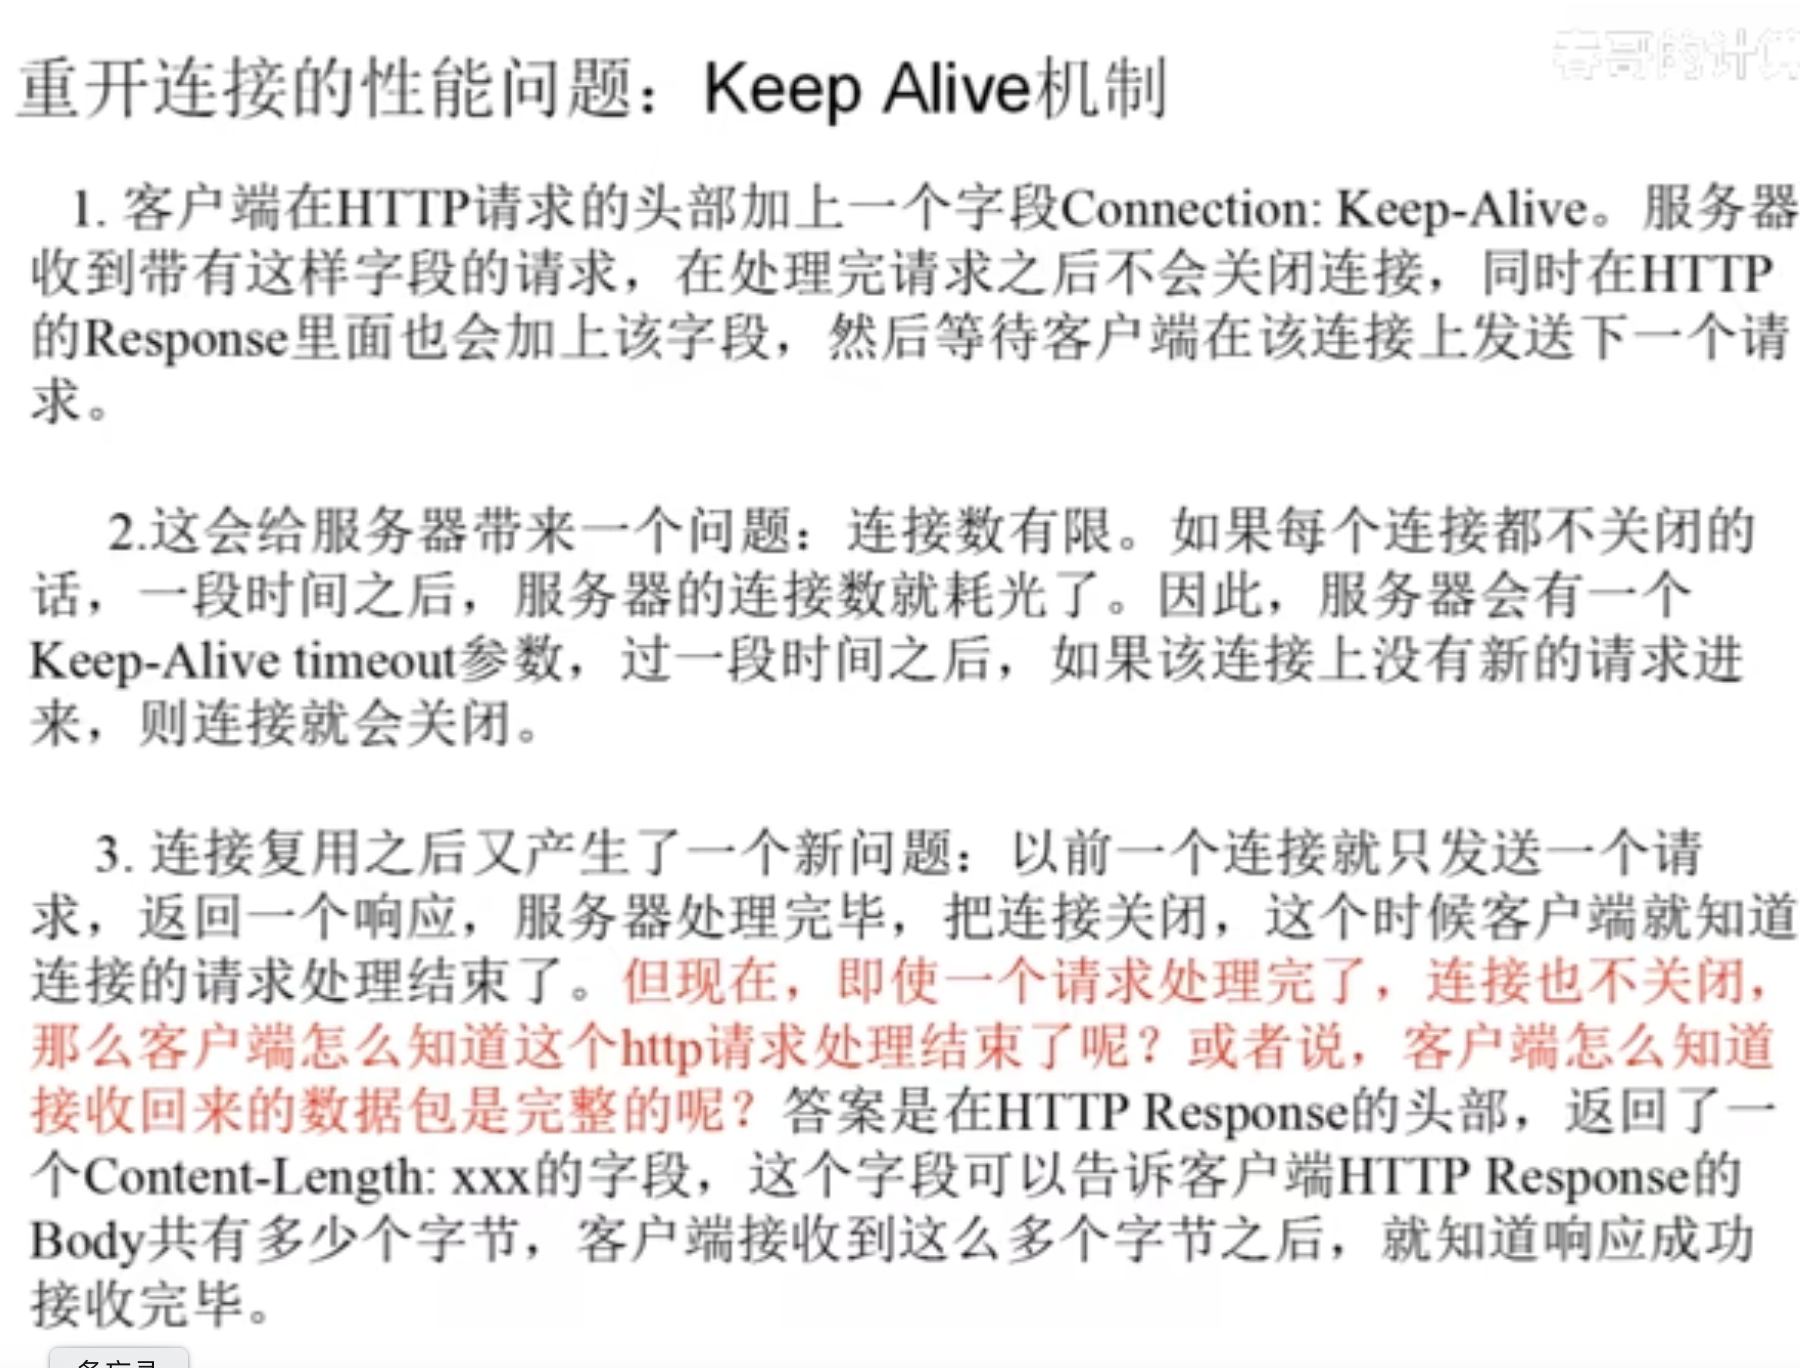 春哥的计算
重开连接的性能问题：Keep Alive机制
1. 客户端在HTTP请求的头部加上一个字段Connection: Keep-Alive。服务器
收到带有这样字段的请求，在处理完请求之后不会关闭连接，同时在HTTP
的Response里面也会加上该字段，然后等待客户端在该连接上发送下一个请
求。
2.这会给服务器带来一个问题：连接数有限。如果每个连接都不关闭的
话，一段时间之后，服务器的连接数就耗光了。因此，服务器会有一个
Keep-Alive timeout参数，过一段时间之后，如果该连接上没有新的请求进
来，则连接就会关闭。
3. 连接复用之后又产生了一个新问题：以前一个连接就只发送一个请
求，返回一个响应，服务器处理完毕，把连接关闭，这个时候客户端就知道
连接的请求处理结束了。但现在，即使一个请求处理完了，连接也不关闭，
那么客户端怎么知道这个http请求处理结束了呢？或者说，客户端怎么知道
接收回来的数据包是完整的呢？答案是在HTTP Response的头部，返回了一
个Content-Length: xxx的字段，这个字段可以告诉客户端HTTP Response的
Body共有多少个字节，客户端接收到这么多个字节之后，就知道响应成功
接收完毕。